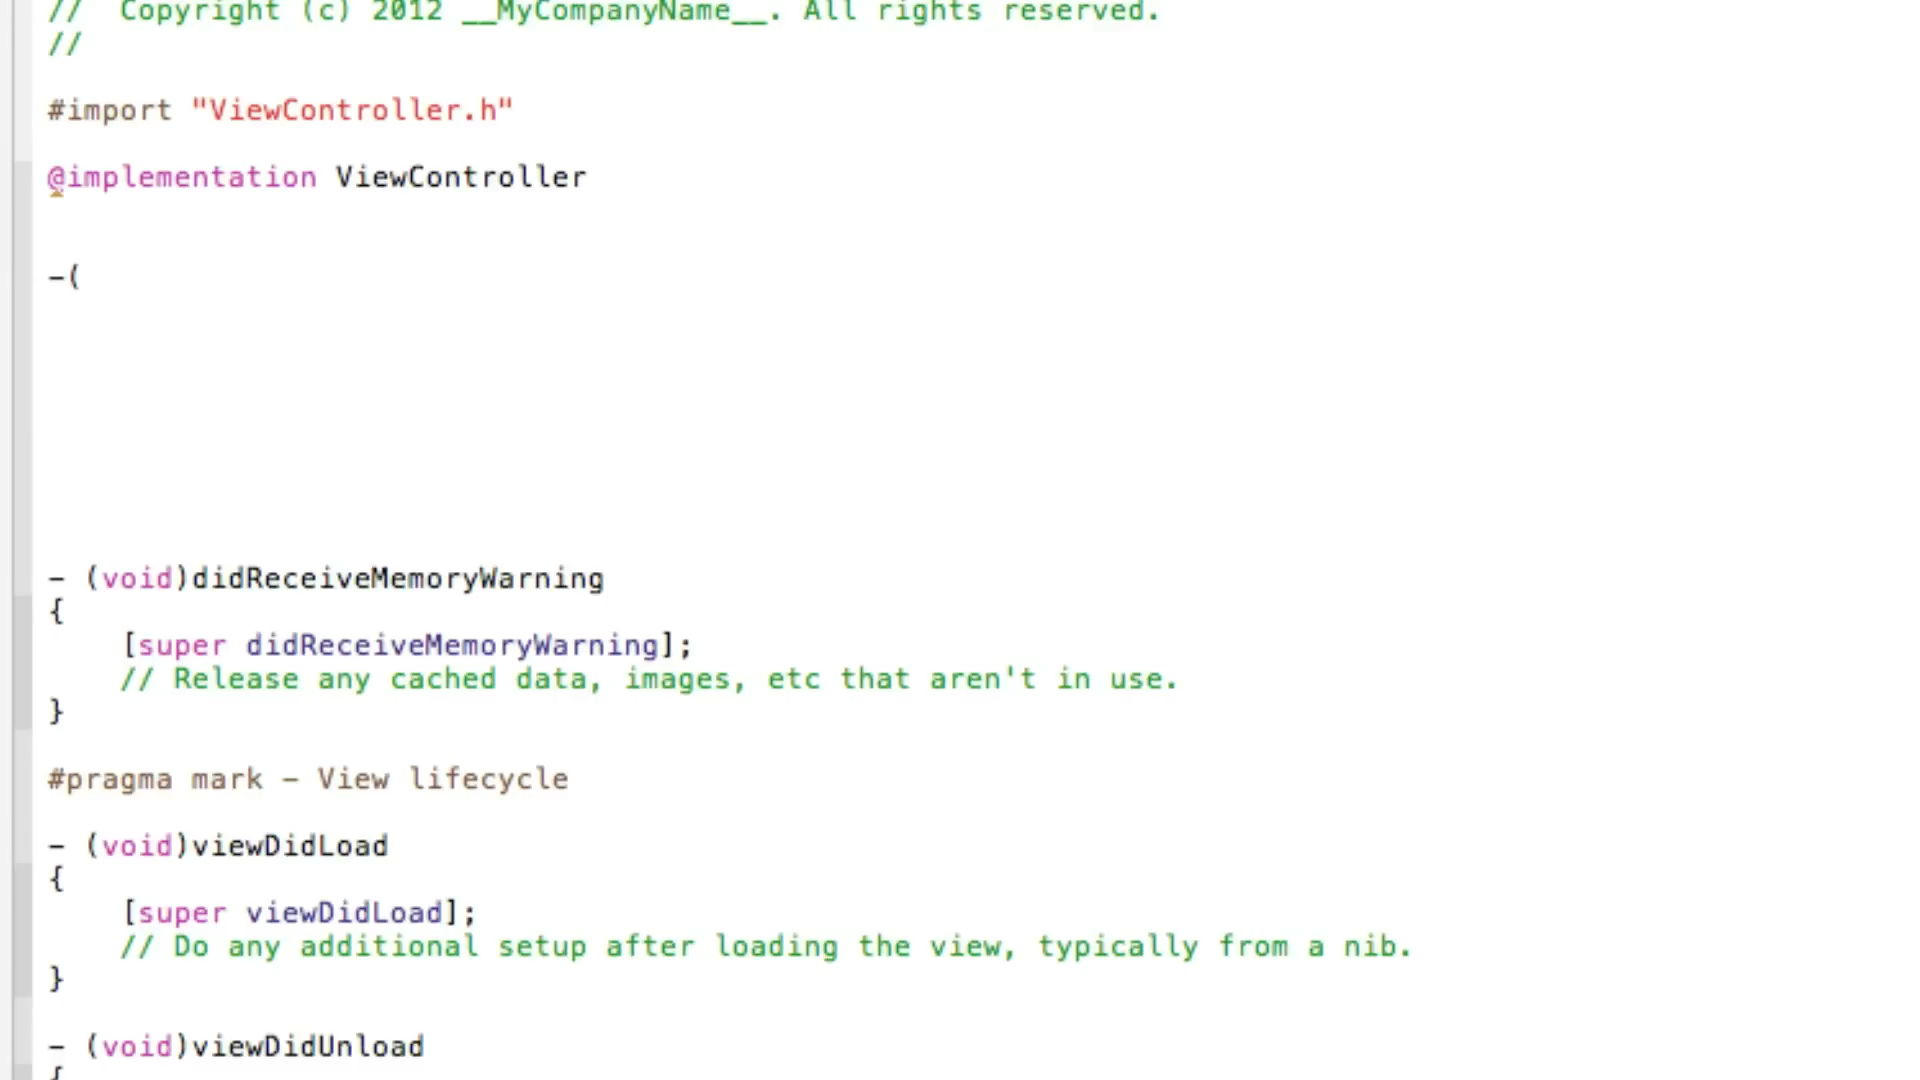 //  Copyright (c) 2012 __MyCompanyName__. All rights reserved.
//
#import "ViewController.h"
@implementation ViewController
-(
- (void)didReceiveMemoryWarning
{
    [super didReceiveMemoryWarning];
    // Release any cached data, images, etc that aren't in use.
}
#pragma mark - View lifecycle
- (void)viewDidLoad
{
    [super viewDidLoad];
    // Do any additional setup after loading the view, typically from a nib.
}
- (void)viewDidUnload
{